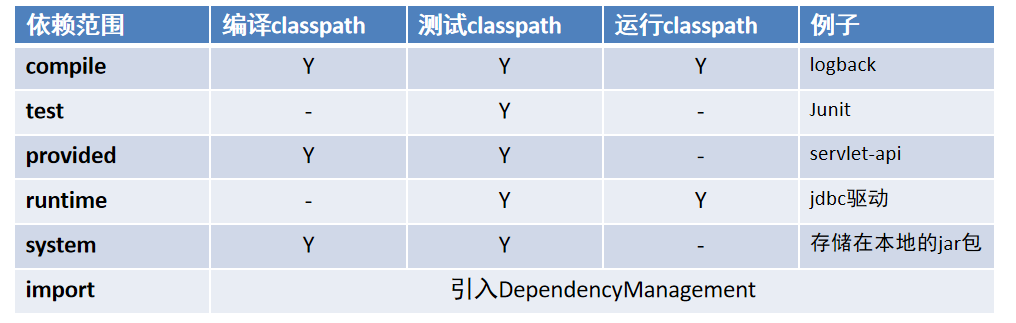 依赖范围 编译classpath 测试classpath 运行classpath 例子
compile Y Y Y logback
test - Y - Junit
provided Y Y - servlet-api
runtime - Y Y jdbc驱动
system Y Y - 存储在本地的jar包
import 引入DependencyManagement